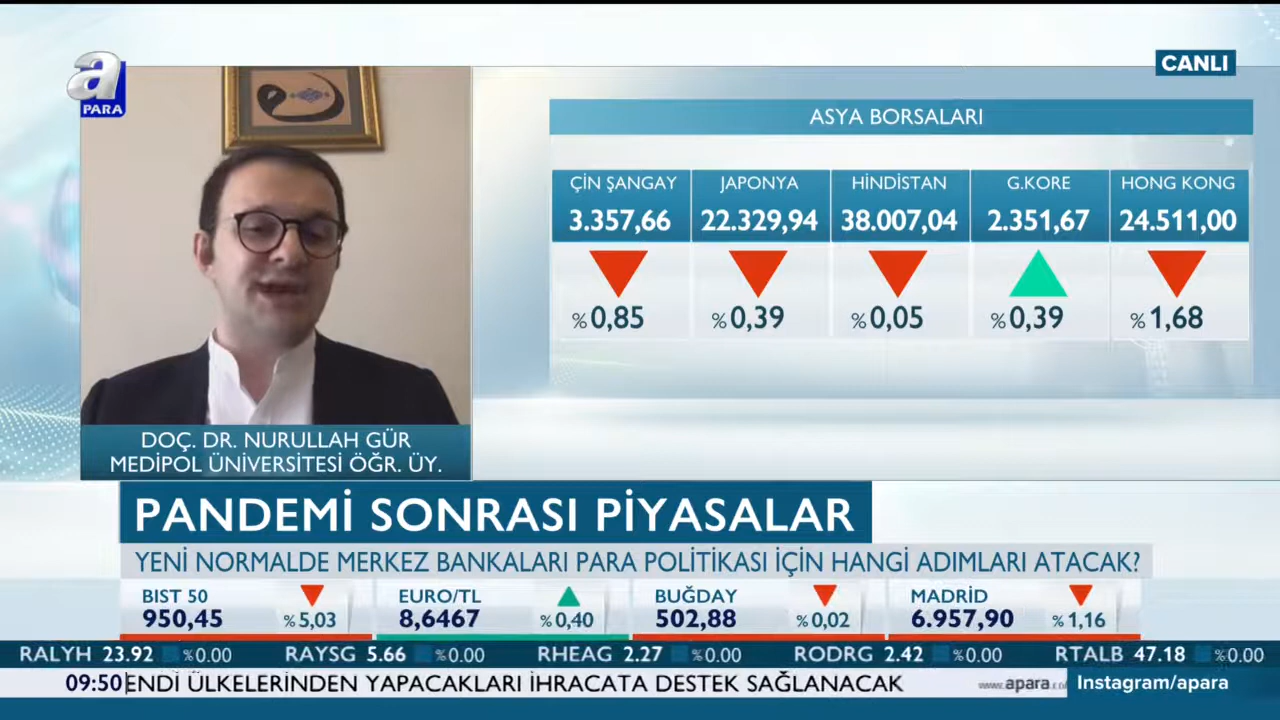 a
PARA
CANLI
ASYA BORSALARI
ÇİN ŞANGAY JAPONYA HİNDİSTAN G.KORE HONG KONG
3.357,66 22.329,94 38.007,04 2.351,67 24.511,00
%0,85 %0,39 %0,05 %0,39 %1,68
DOÇ. DR. NURULLAH GÜR
MEDİPOL ÜNİVERSİTESİ ÖĞR. ÜY.
PANDEMİ SONRASI PİYASALAR
YENİ NORMALDE MERKEZ BANKALARI PARA POLİTİKASI İÇİN HANGİ ADIMLARI ATACAK?
BIST 50 EURO/TL BUĞDAY MADRİD
950,45 %5,03 8,6467 %0,40 502,88 %0,02 6.957,90 %1,16
RALYH 23.92 %0.00 RAYSG 5.66 %0.00 RHEAG 2.27 %0.00 RODRG 2.42 %0.00 RTALB 47.18 %0.00
09:50 ENDİ ÜLKELERİNDEN YAPACAKLARI İHRACATA DESTEK SAĞLANACAK www.apara.co Instagram/apara